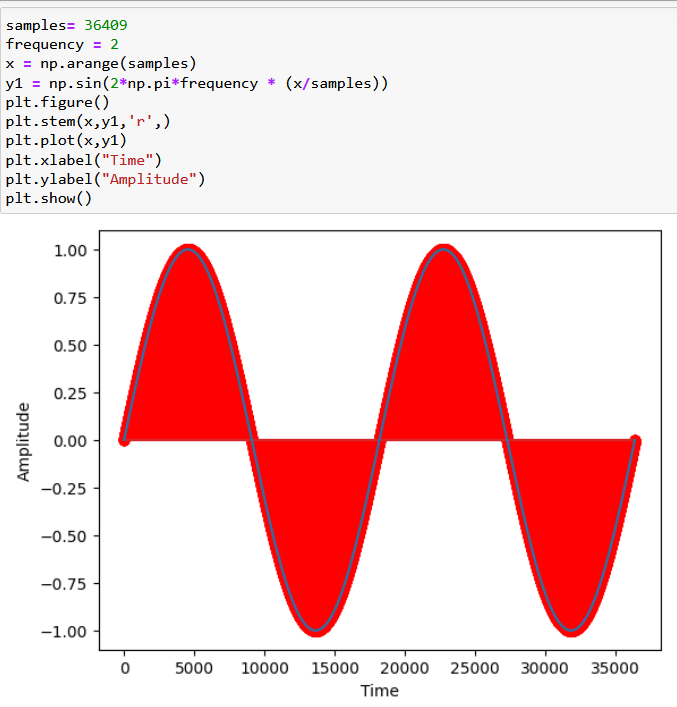 samples= 36409
frequency = 2
x = np.arange(samples)
y1 = np.sin(2*np.pi*frequency * (x/samples))
plt.figure()
plt.stem(x,y1,'r',)
plt.plot(x,y1)
plt.xlabel("Time")
plt.ylabel("Amplitude")
plt.show()
1.00
0.75
0.50
0.25
0.00
−0.25
−0.50
−0.75
−1.00
Amplitude
0 5000 10000 15000 20000 25000 30000 35000
Time